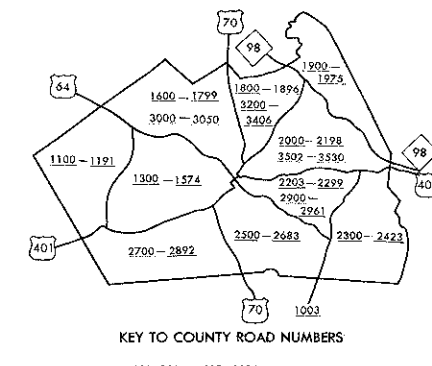 70
98
1900 —
1975
64
1600 — 1799
1800 — 1896
3200 —
3406
3000 — 3050
2000 — 2198
3502 — 3530
98
401
1100 — 1191
1300 — 1574
2203 — 2299
2900 —
2961
401
2700 — 2892
2500 — 2683
2300 — 2423
70
1003
KEY TO COUNTY ROAD NUMBERS